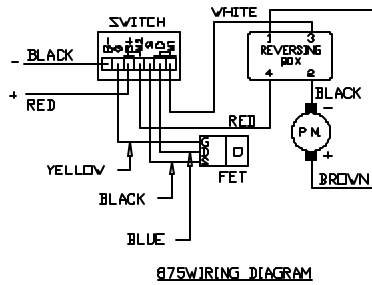 WHITE
SWITCH
1 3
REVERSING
BOX
4 2
- BLACK
+
RED
RED
BLACK
-
P.M.
+
BROWN
YELLOW
G
D
FET
BLACK
BLUE
875WIRING DIAGRAM